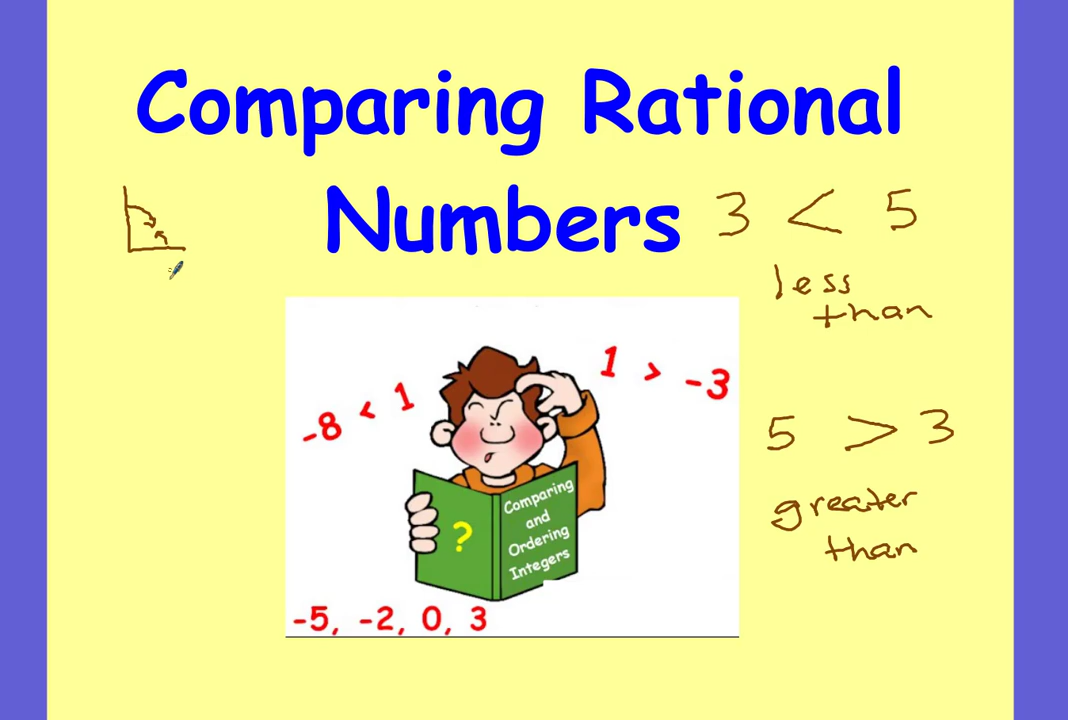 Comparing Rational
Numbers
3 < 5
less
than
-8 < 1
1 > -3
5 > 3
greater
than
?
Comparing
and
Ordering
Integers
-5, -2, 0, 3